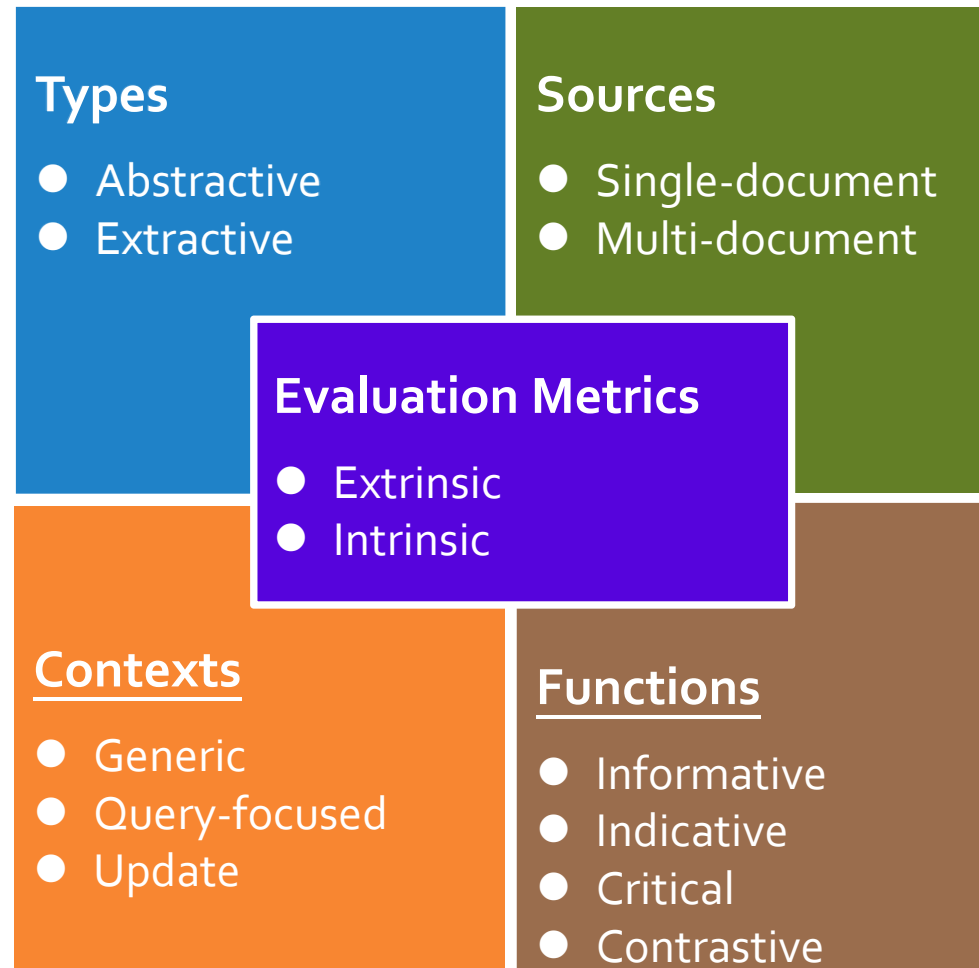 Types
● Abstractive
● Extractive
Sources
● Single-document
● Multi-document
Evaluation Metrics
● Extrinsic
● Intrinsic
Contexts
● Generic
● Query-focused
● Update
Functions
● Informative
● Indicative
● Critical
● Contrastive